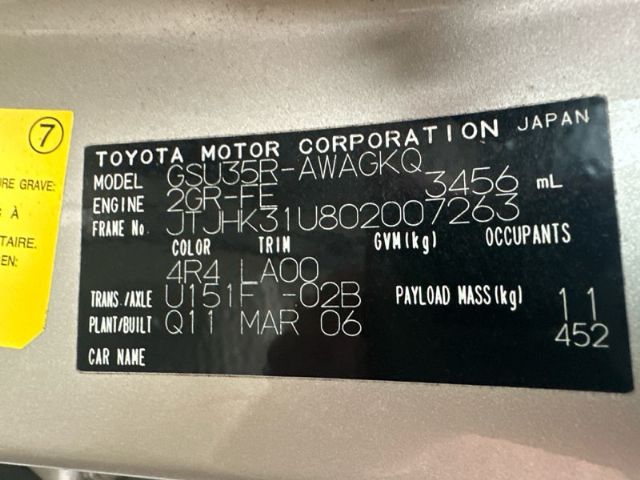 7
URE GRAVE:
À
TAIRE.
EN:
TOYOTA MOTOR CORPORATION JAPAN
MODEL GSU35R-AWAGKQ
ENGINE 2GR-FE 3456 mL
FRAME No. JTJHK31U802007263
COLOR TRIM GVM(kg) OCCUPANTS
4R4 LA00
TRANS./AXLE U151F -02B PAYLOAD MASS(kg) 11
PLANT/BUILT Q11 MAR 06 452
CAR NAME